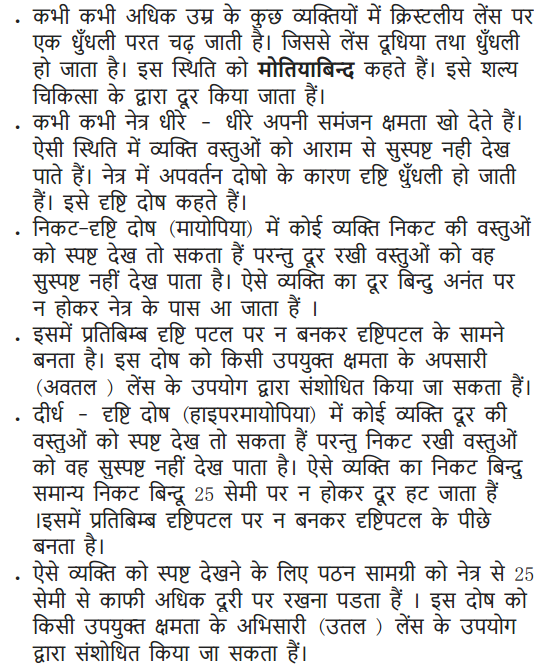 • कभी कभी अधिक उम्र के कुछ व्यक्तियों में क्रिस्टलीय लेंस पर
एक धुँधली परत चढ़ जाती है। जिससे लेंस दूधिया तथा धुँधली
हो जाता है। इस स्थिति को मोतियाबिन्द कहते हैं। इसे शल्य
चिकित्सा के द्वारा दूर किया जाता हैं।
• कभी कभी नेत्र धीरे - धीरे अपनी समंजन क्षमता खो देते हैं।
ऐसी स्थिति में व्यक्ति वस्तुओं को आराम से सुस्पष्ट नही देख
पाते हैं। नेत्र में अपवर्तन दोषो के कारण दृष्टि धुँधली हो जाती
हैं। इसे दृष्टि दोष कहते हैं।
• निकट-दृष्टि दोष (मायोपिया) में कोई व्यक्ति निकट की वस्तुओं
को स्पष्ट देख तो सकता हैं परन्तु दूर रखी वस्तुओं को वह
सुस्पष्ट नहीं देख पाता है। ऐसे व्यक्ति का दूर बिन्दु अनंत पर
न होकर नेत्र के पास आ जाता हैं ।
• इसमें प्रतिबिम्ब दृष्टि पटल पर न बनकर दृष्टिपटल के सामने
बनता है। इस दोष को किसी उपयुक्त क्षमता के अपसारी
(अवतल ) लेंस के उपयोग द्वारा संशोधित किया जा सकता हैं।
• दीर्ध - दृष्टि दोष (हाइपरमायोपिया) में कोई व्यक्ति दूर की
वस्तुओं को स्पष्ट देख तो सकता हैं परन्तु निकट रखी वस्तुओं
को वह सुस्पष्ट नहीं देख पाता है। ऐसे व्यक्ति का निकट बिन्दु
समान्य निकट बिन्दू 25 सेमी पर न होकर दूर हट जाता हैं
।इसमें प्रतिबिम्ब दृष्टिपटल पर न बनकर दृष्टिपटल के पीछे
बनता है।
• ऐसे व्यक्ति को स्पष्ट देखने के लिए पठन सामग्री को नेत्र से 25
सेमी से काफी अधिक दूरी पर रखना पडता हैं । इस दोष को
किसी उपयुक्त क्षमता के अभिसारी (उतल ) लेंस के उपयोग
द्वारा संशोधित किया जा सकता हैं।